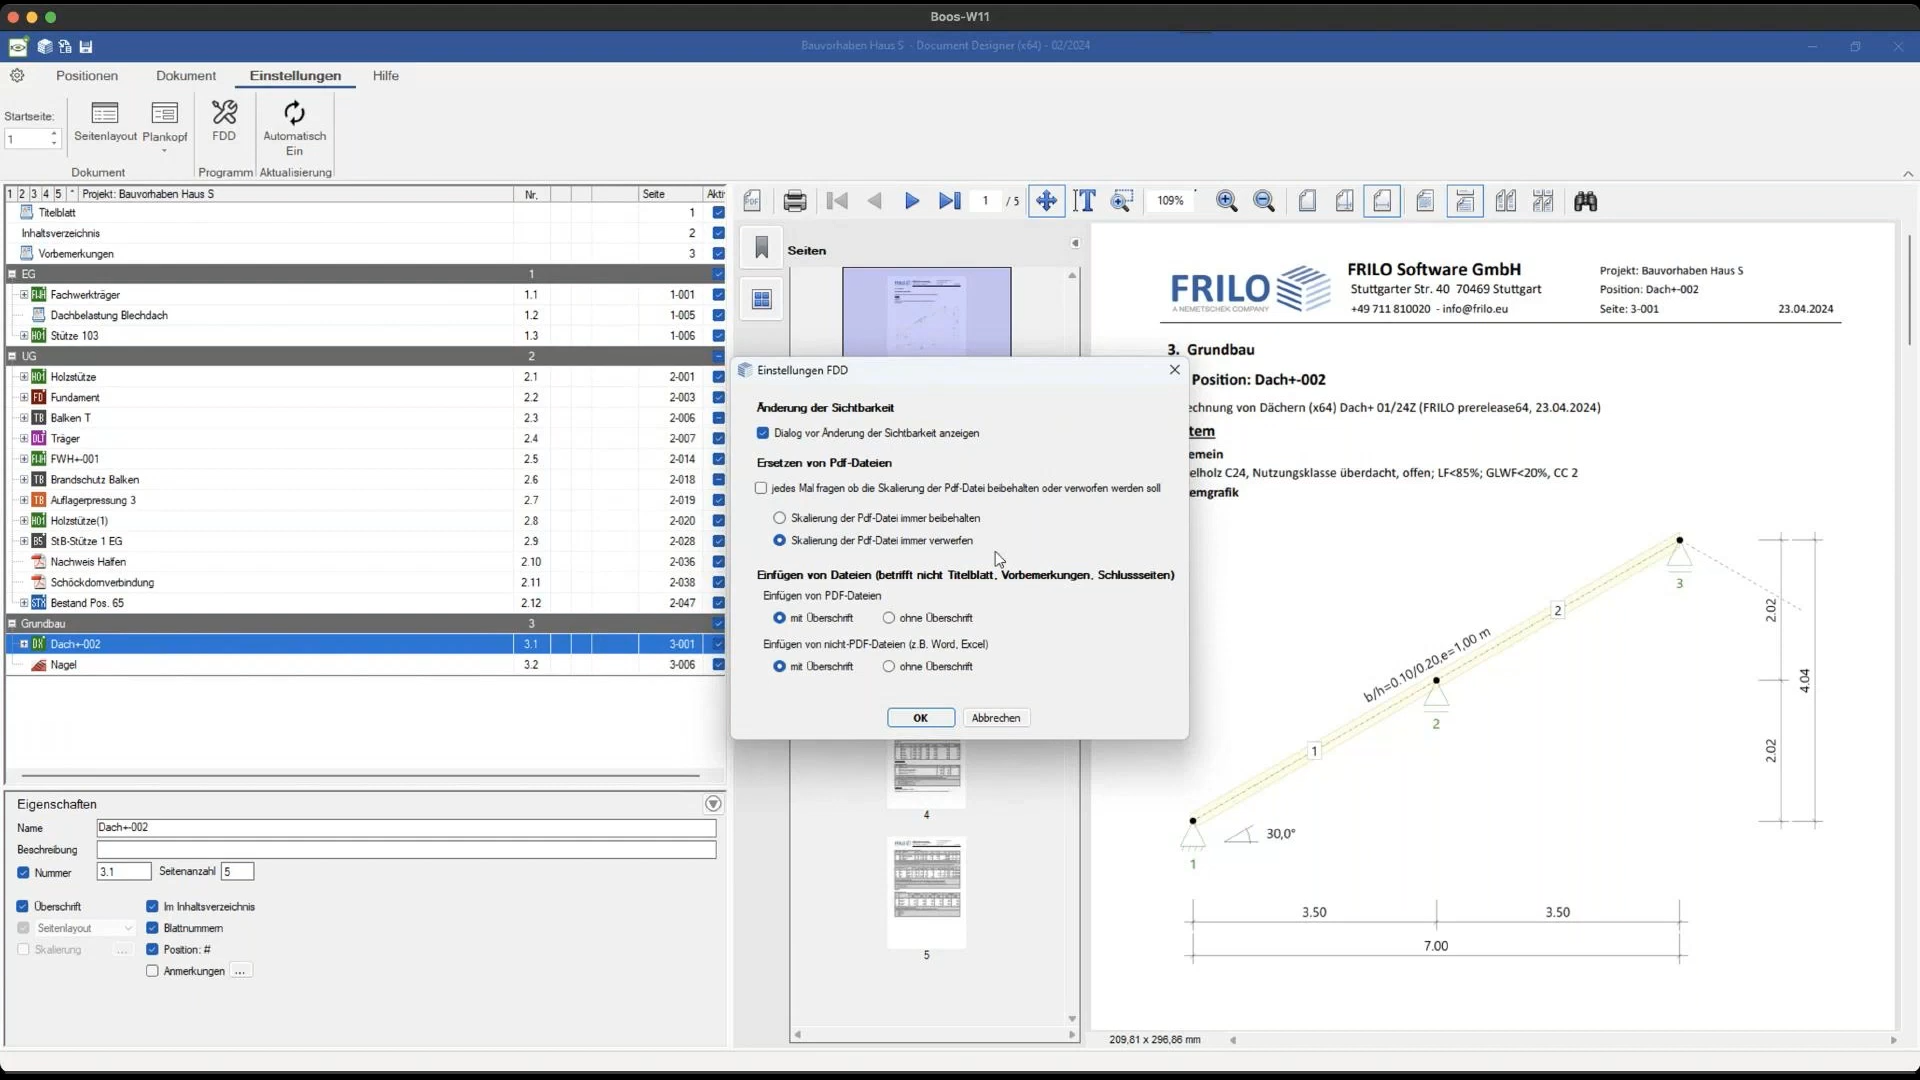 Boos-W11
Bauvorhaben Haus S - Document Designer (x64) - 02/2024
Positionen
Dokument
Einstellungen
Hilfe
Startseite:
1
Seitenlayout
Plankopf
FDD
Automatisch
Ein
Dokument
Programm
Aktualisierung
1 2 3 4 5 * Projekt: Bauvorhaben Haus S Nr. Seite Aktiv
Titelblatt 1
Inhaltsverzeichnis 2
Vorbemerkungen 3
EG 1
Fachwerkträger 1.1 1-001
Dachbelastung Blechdach 1.2 1-005
Stütze 103 1.3 1-006
UG 2
Holzstütze 2.1 2-001
Fundament 2.2 2-003
Balken T 2.3 2-006
Träger 2.4 2-007
FWH+-001 2.5 2-014
Brandschutz Balken 2.6 2-018
Auflagerpressung 3 2.7 2-019
Holzstütze(1) 2.8 2-020
StB-Stütze 1 EG 2.9 2-028
Nachweis Halfen 2.10 2-036
Schöckdornverbindung 2.11 2-038
Bestand Pos. 65 2.12 2-047
Grundbau 3
Dach+-002 3.1 3-001
Nagel 3.2 3-006
Eigenschaften
Name Dach+-002
Beschreibung
Nummer 3.1 Seitenanzahl 5
Überschrift Im Inhaltsverzeichnis
Seitenlayout Blattnummern
Skalierung ... Position: #
Anmerkungen ...
PDF
1 / 5
109%
Seiten
4
5
Einstellungen FDD
Änderung der Sichtbarkeit
Dialog vor Änderung der Sichtbarkeit anzeigen
Ersetzen von Pdf-Dateien
jedes Mal fragen ob die Skalierung der Pdf-Datei beibehalten oder verworfen werden soll
Skalierung der Pdf-Datei immer beibehalten
Skalierung der Pdf-Datei immer verwerfen
Einfügen von Dateien (betrifft nicht Titelblatt, Vorbemerkungen, Schlussseiten)
Einfügen von PDF-Dateien
mit Überschrift ohne Überschrift
Einfügen von nicht-PDF-Dateien (z.B. Word, Excel)
mit Überschrift ohne Überschrift
OK Abbrechen
FRILO
A NEMETSCHEK COMPANY
FRILO Software GmbH
Stuttgarter Str. 40 70469 Stuttgart
+49 711 810020 - info@frilo.eu
Projekt: Bauvorhaben Haus S
Position: Dach+-002
Seite: 3-001
23.04.2024
3. Grundbau
Position: Dach+-002
echnung von Dächern (x64) Dach+ 01/24Z (FRILO prerelease64, 23.04.2024)
tem
emein
elholz C24, Nutzungsklasse überdacht, offen; LF<85%; GLWF<20%, CC 2
emgrafik
3
2
2.02
b/h=0.10/0.20,e=1,00 m
4.04
2
1
2.02
30,0°
1
3.50
3.50
7.00
209,81 x 296,86 mm